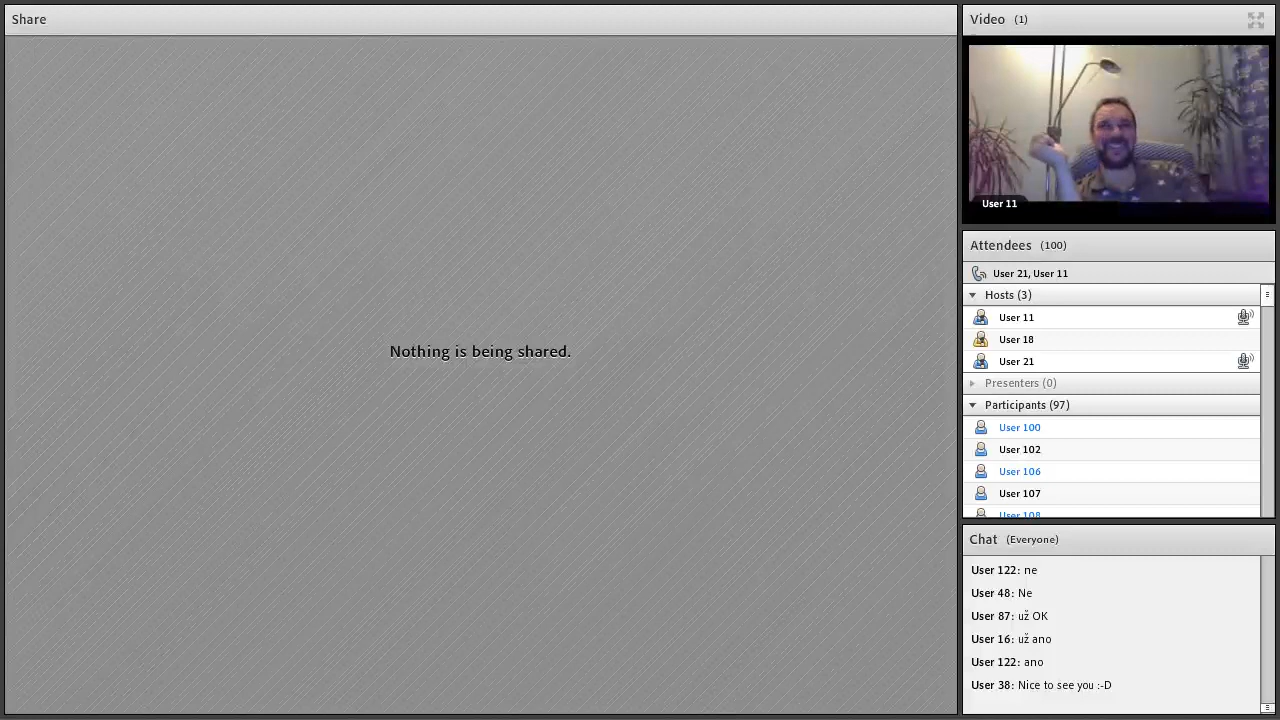 Share
Nothing is being shared.
Video (1)
User 11
Attendees (100)
User 21, User 11
Hosts (3)
User 11
User 18
User 21
Presenters (0)
Participants (97)
User 100
User 102
User 106
User 107
User 108
Chat (Everyone)
User 122: ne
User 48: Ne
User 87: už OK
User 16: už ano
User 122: ano
User 38: Nice to see you :-D